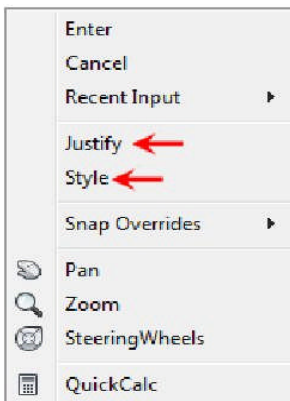 Enter
Cancel
Recent Input
Justify
Style
Snap Overrides
Pan
Zoom
SteeringWheels
QuickCalc